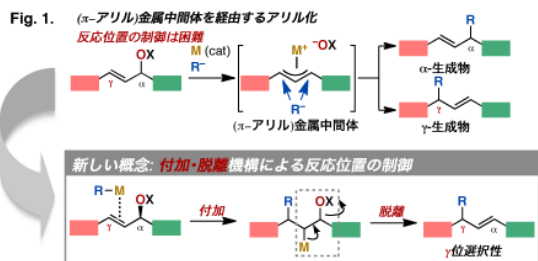 Fig. 1.
(π−アリル)金属中間体を経由するアリル化
反応位置の制御は困難
OX
γ
α
M (cat)
R⁻
M⁺
⁻OX
R⁻
(π−アリル)金属中間体
R
α
α-生成物
R
γ
γ-生成物
新しい概念: 付加・脱離機構による反応位置の制御
R–M
OX
γ
α
付加
R
OX
M
脱離
R
γ
α
γ位選択性